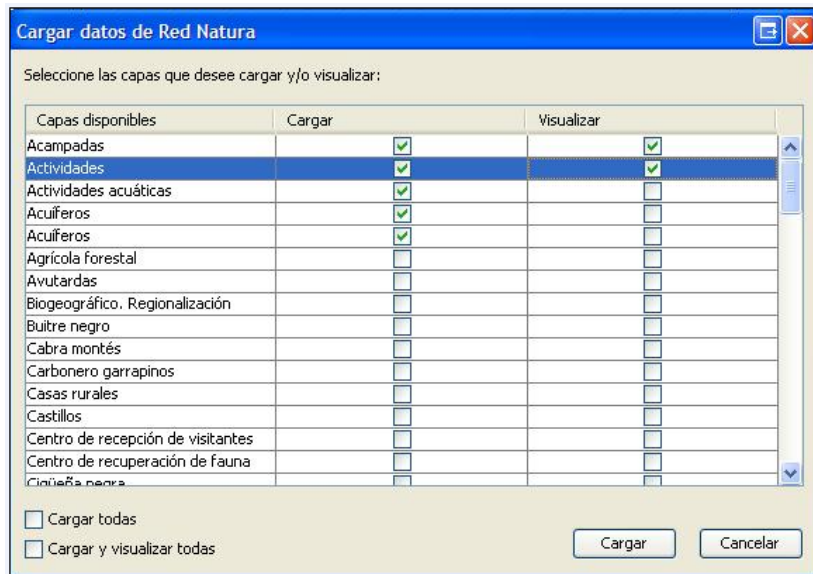 Cargar datos de Red Natura
Seleccione las capas que desee cargar y/o visualizar:
Capas disponibles Cargar Visualizar
Acampadas
Actividades
Actividades acuáticas
Acuíferos
Acuíferos
Agrícola forestal
Avutardas
Biogeográfico. Regionalización
Buitre negro
Cabra montés
Carbonero garrapinos
Casas rurales
Castillos
Centro de recepción de visitantes
Centro de recuperación de fauna
Cigüeña negra
Cargar todas
Cargar y visualizar todas
Cargar Cancelar